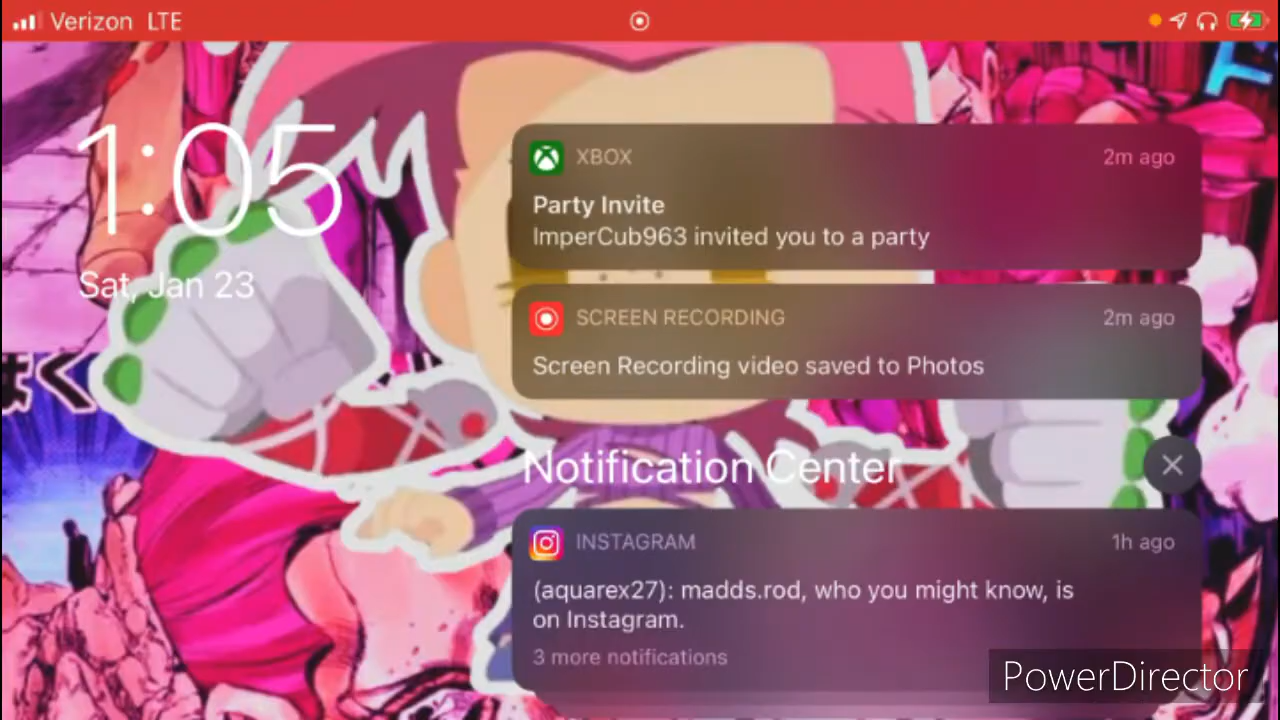 Verizon LTE
1:05
Sat, Jan 23
XBOX 2m ago
Party Invite
ImperCub963 invited you to a party
SCREEN RECORDING 2m ago
Screen Recording video saved to Photos
Notification Center
INSTAGRAM 1h ago
(aquarex27): madds.rod, who you might know, is
on Instagram.
3 more notifications
PowerDirector